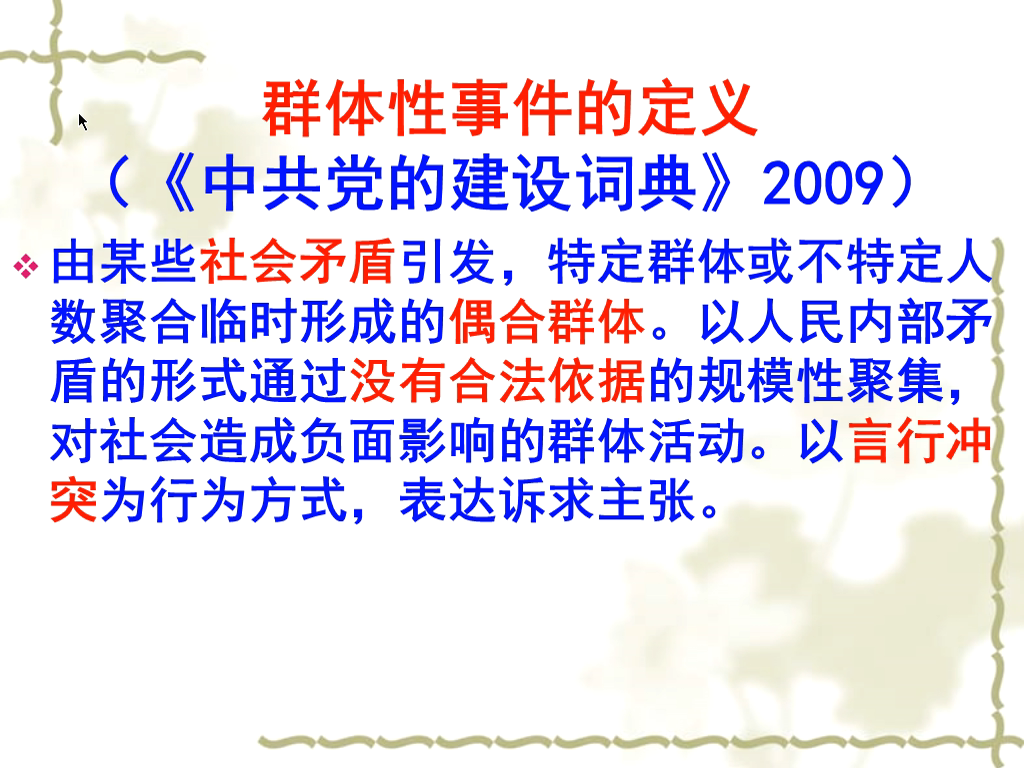 群体性事件的定义
（《中共党的建设词典》2009）
由某些社会矛盾引发，特定群体或不特定人
数聚合临时形成的偶合群体。以人民内部矛
盾的形式通过没有合法依据的规模性聚集，
对社会造成负面影响的群体活动。以言行冲
突为行为方式，表达诉求主张。